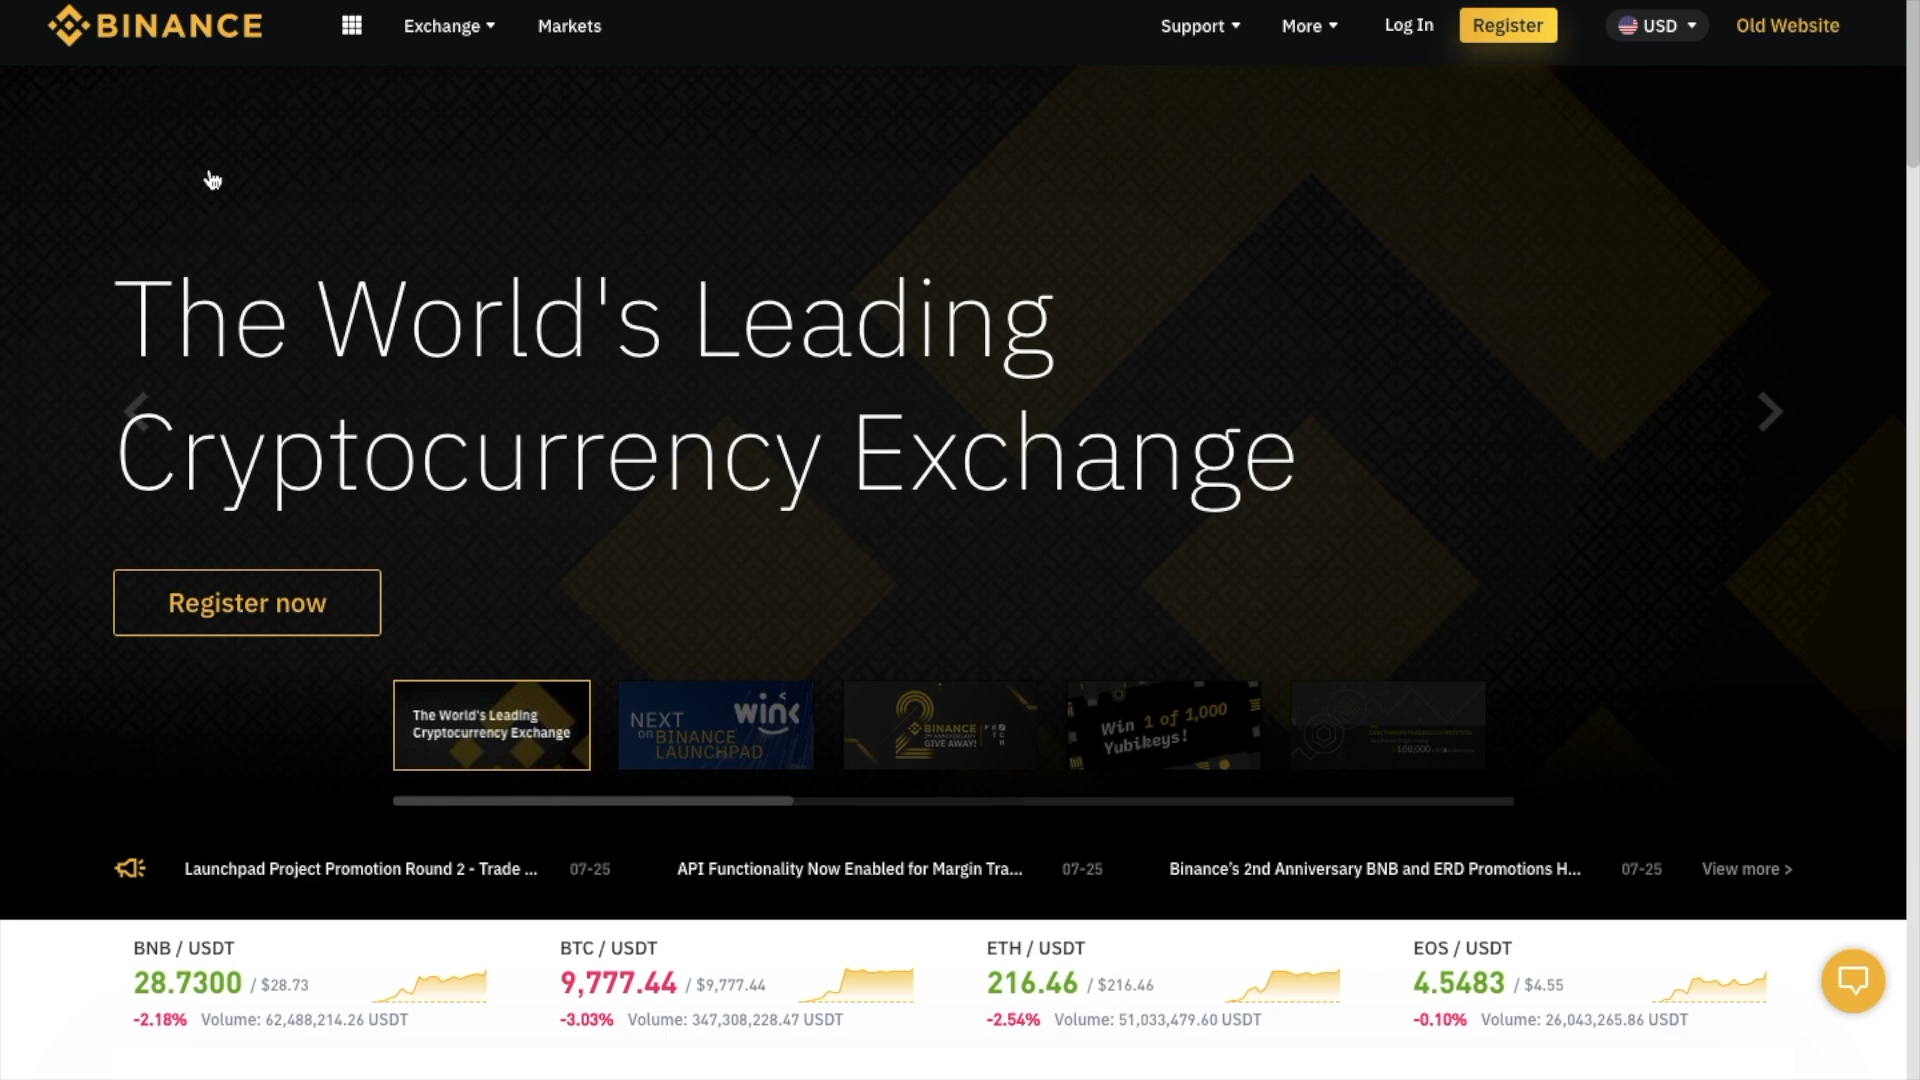 BINANCE
Exchange
Markets
Support
More
Log In
Register
USD
Old Website
The World's Leading
Cryptocurrency Exchange
Register now
The World's Leading
Cryptocurrency Exchange
NEXT
on BINANCE
LAUNCHPAD
wink
2
BINANCE
GIVE AWAY!
Win 1 of 1,000
Yubikeys!
Launchpad Project Promotion Round 2 - Trade ...
07-25
API Functionality Now Enabled for Margin Tra...
07-25
Binance's 2nd Anniversary BNB and ERD Promotions H...
07-25
View more >
BNB / USDT
28.7300 / $28.73
-2.18% Volume: 62,488,214.26 USDT
BTC / USDT
9,777.44 / $9,777.44
-3.03% Volume: 347,308,228.47 USDT
ETH / USDT
216.46 / $216.46
-2.54% Volume: 51,033,479.60 USDT
EOS / USDT
4.5483 / $4.55
-0.10% Volume: 26,043,265.86 USDT